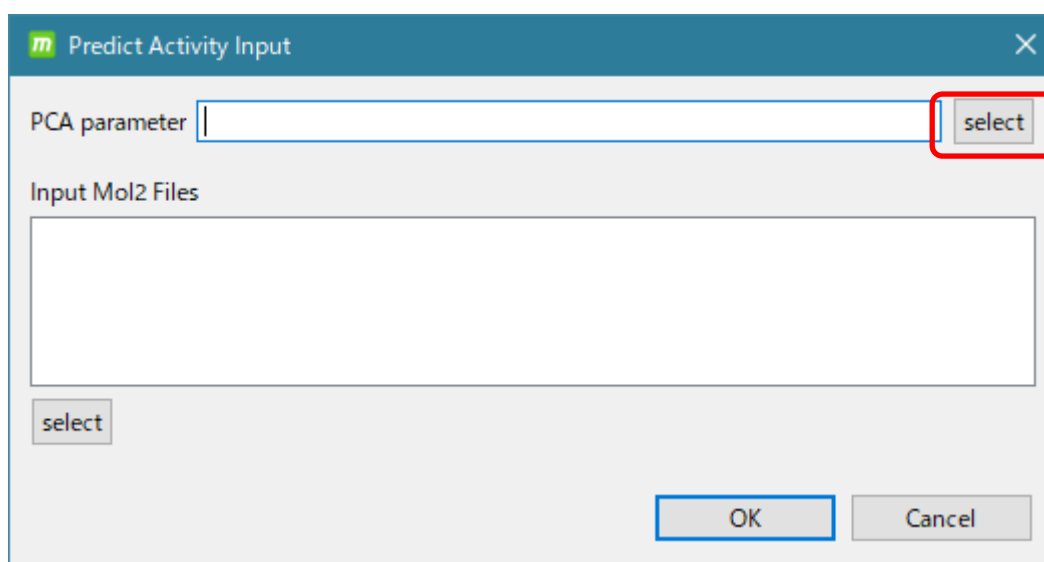 m Predict Activity Input
PCA parameter select
Input Mol2 Files
select
OK Cancel